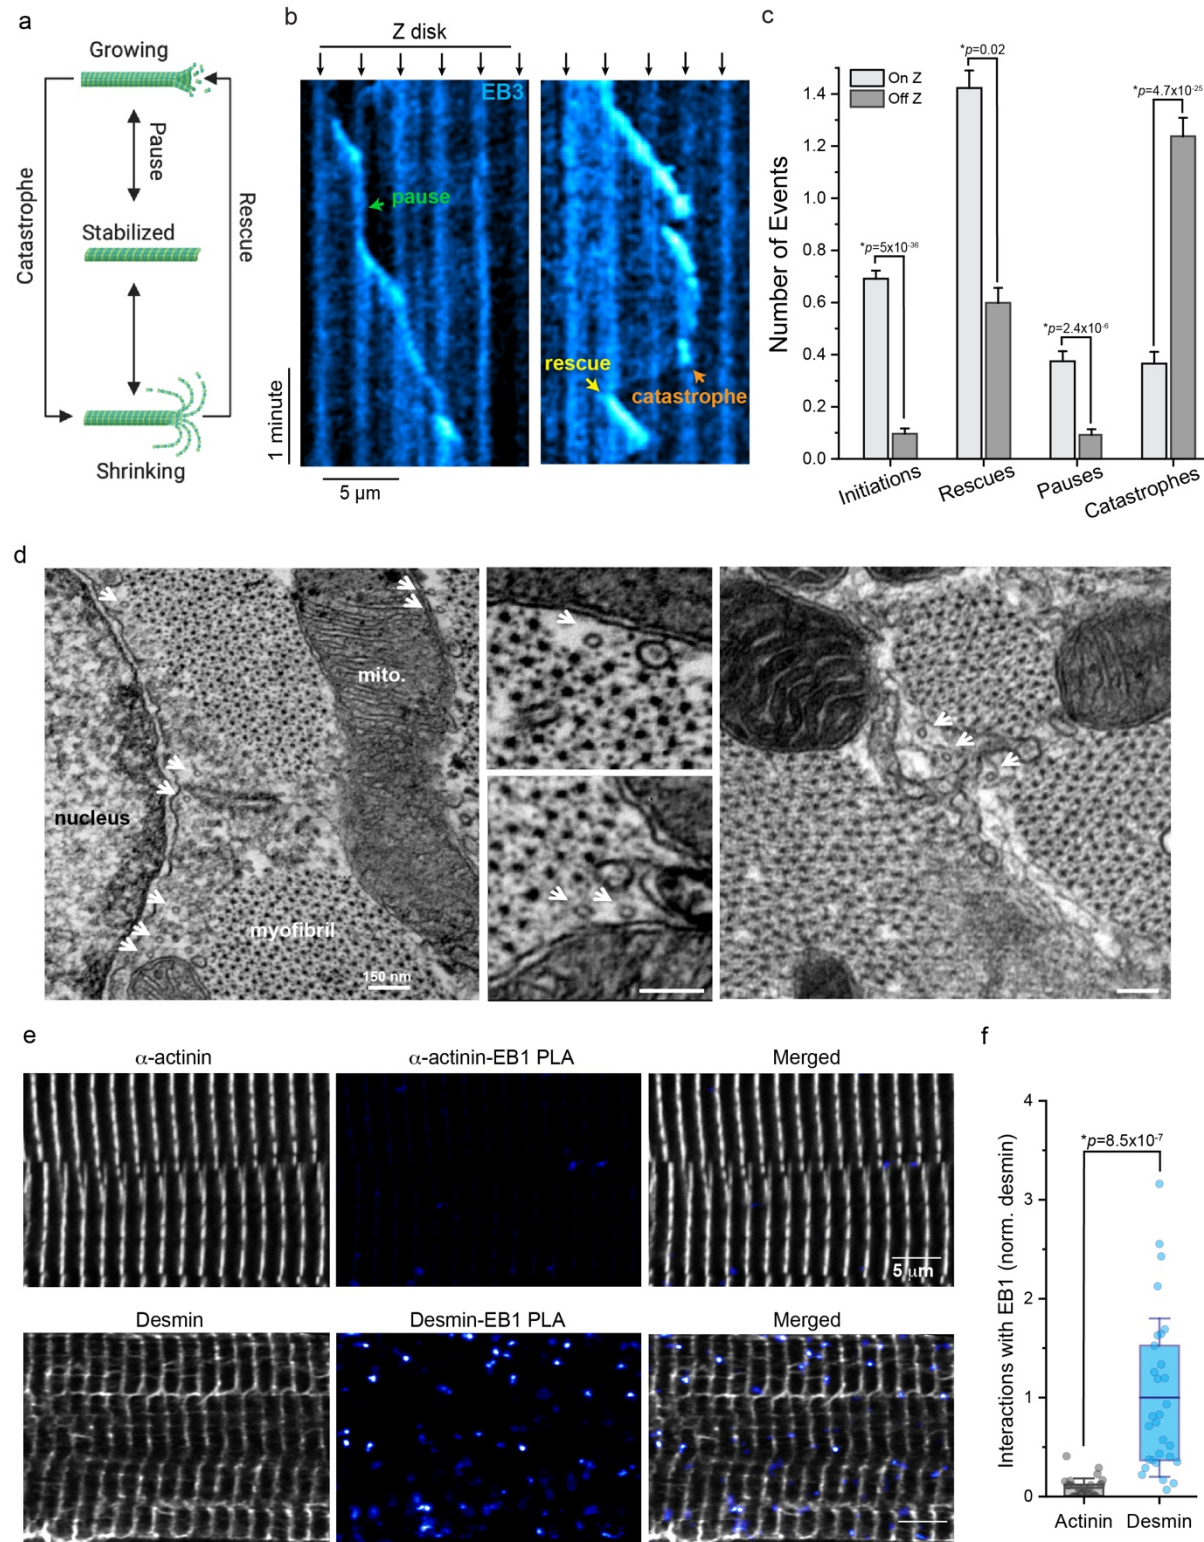 a
Growing
Catastrophe
Pause
Rescue
Stabilized
Shrinking
b
Z disk
EB3
pause
rescue
catastrophe
1 minute
5 µm
c
Number of Events
1.4
1.2
1.0
0.8
0.6
0.4
0.2
0.0
On Z
Off Z
*p=5x10-36
*p=0.02
*p=2.4x10-6
*p=4.7x10-25
Initiations
Rescues
Pauses
Catastrophes
d
mito.
nucleus
myofibril
150 nm
e
α-actinin
α-actinin-EB1 PLA
Merged
5 µm
Desmin
Desmin-EB1 PLA
Merged
f
Interactions with EB1 (norm. desmin)
4
3
2
1
0
*p=8.5x10-7
Actinin
Desmin